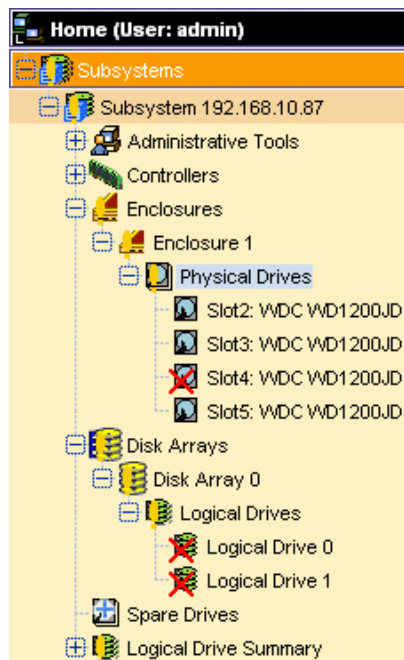 Home (User: admin)
Subsystems
Subsystem 192.168.10.87
Administrative Tools
Controllers
Enclosures
Enclosure 1
Physical Drives
Slot2: WDC WD1200JD
Slot3: WDC WD1200JD
Slot4: WDC WD1200JD
Slot5: WDC WD1200JD
Disk Arrays
Disk Array 0
Logical Drives
Logical Drive 0
Logical Drive 1
Spare Drives
Logical Drive Summary